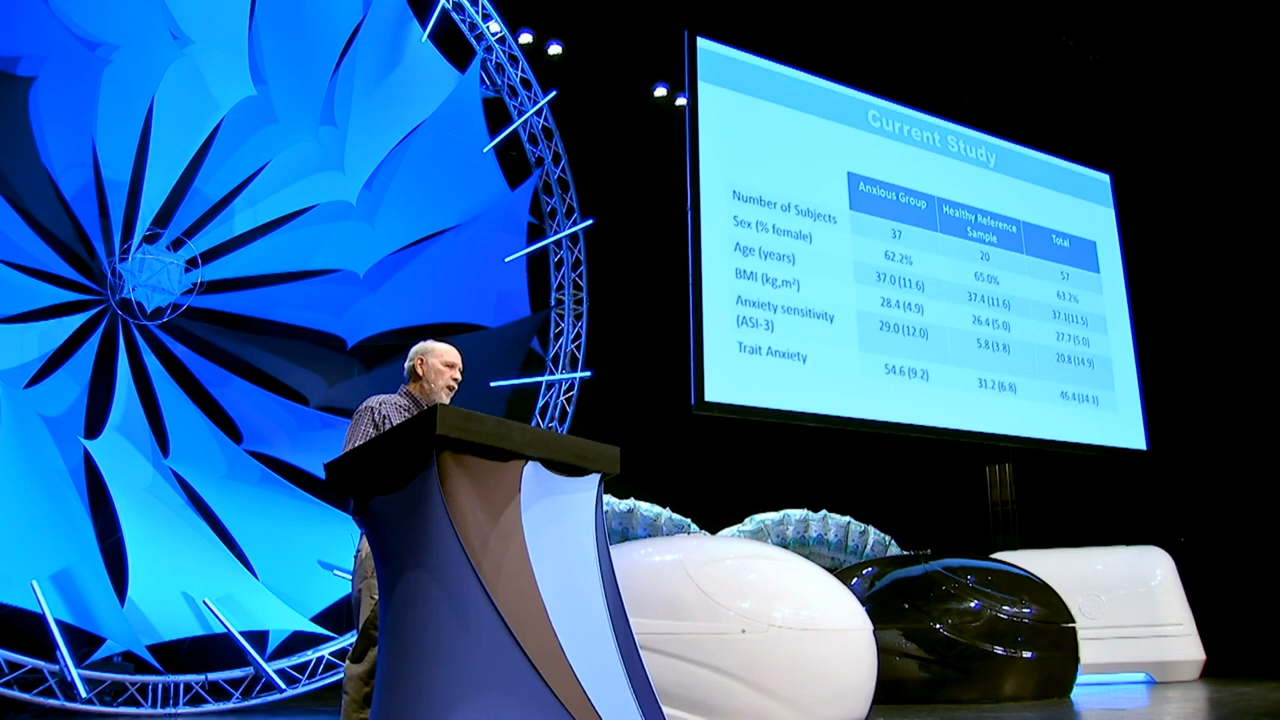 Current Study
Anxious Group Healthy Reference Sample Total
Number of Subjects 37 20 57
Sex (% female) 62.2% 65.0% 63.2%
Age (years) 37.0 (11.6) 37.4 (11.6) 37.1(11.5)
BMI (kg,m²) 28.4 (4.9) 26.4 (5.0) 27.7 (5.0)
Anxiety sensitivity (ASI-3) 29.0 (12.0) 5.8 (3.8) 20.8 (14.9)
Trait Anxiety 54.6 (9.2) 31.2 (6.8) 46.4 (14.1)